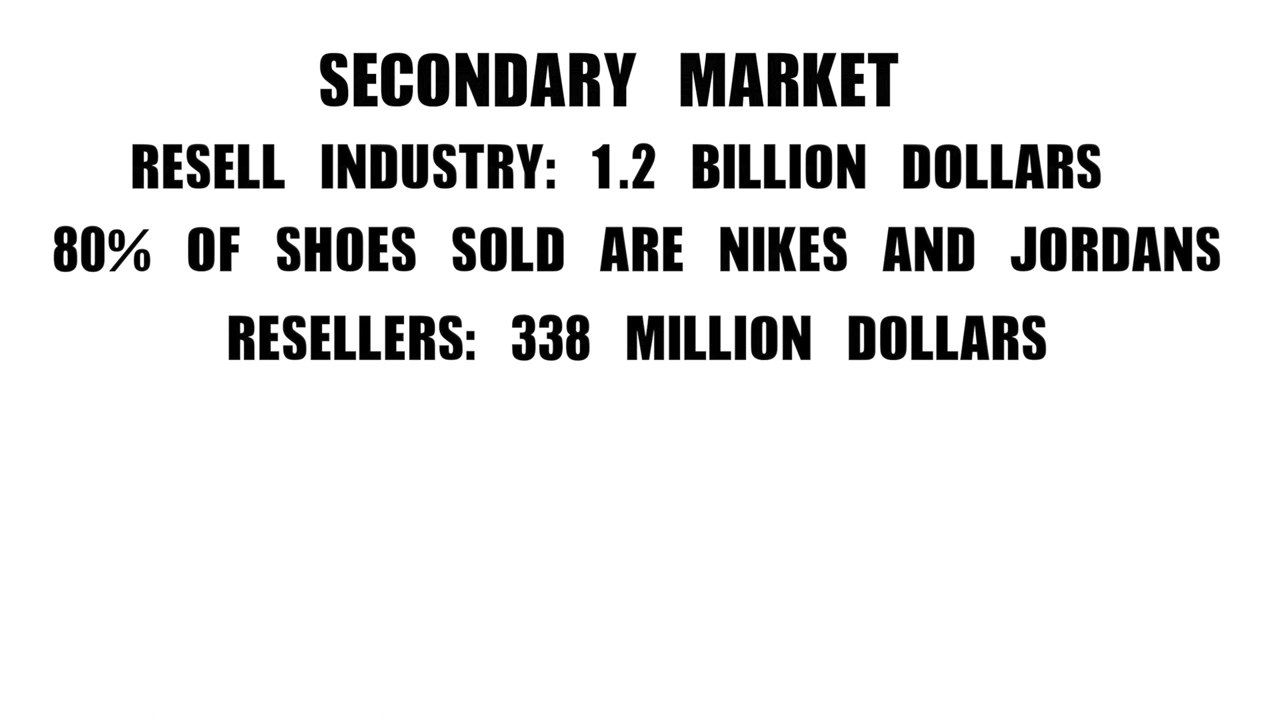 SECONDARY MARKET
RESELL INDUSTRY: 1.2 BILLION DOLLARS
80% OF SHOES SOLD ARE NIKES AND JORDANS
RESELLERS: 338 MILLION DOLLARS